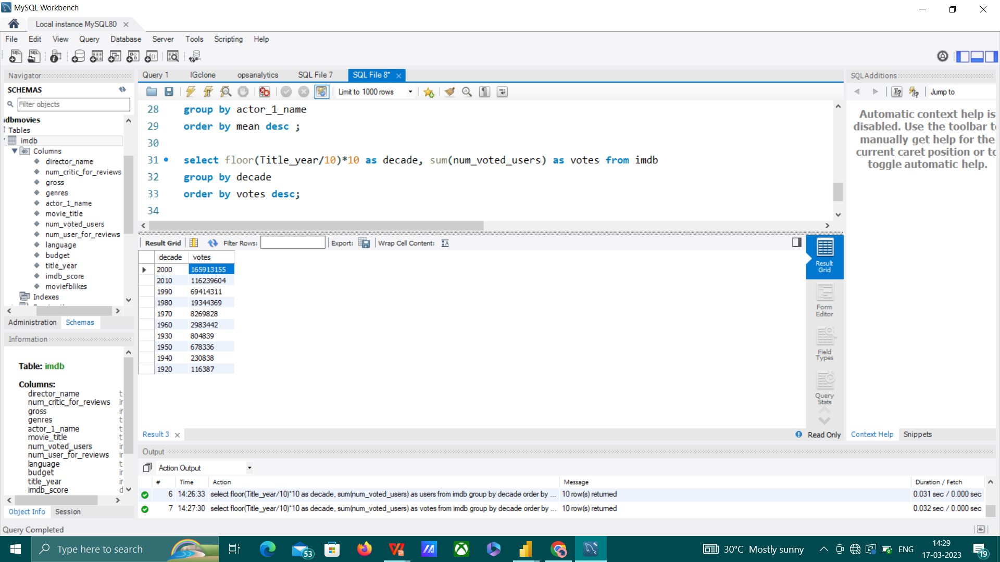 MySQL Workbench
Local instance MySQL80
File Edit View Query Database Server Tools Scripting Help
Navigator
SCHEMAS
Filter objects
dbmovies
Tables
imdb
Columns
director_name
num_critic_for_reviews
gross
genres
actor_1_name
movie_title
num_voted_users
num_user_for_reviews
language
budget
title_year
imdb_score
moviefblikes
Indexes
Administration Schemas
Information
Table: imdb
Columns:
director_name t
num_critic_for_reviews ir
gross ir
genres t
actor_1_name t
movie_title t
num_voted_users ir
num_user_for_reviews ir
language t
budget ir
title_year ir
imdb_score d
Object Info Session
Query Completed
Query 1 IGclone opsanalytics SQL File 7 SQL File 8*
Limit to 1000 rows
28 group by actor_1_name
29 order by mean desc ;
30
31 select floor(Title_year/10)*10 as decade, sum(num_voted_users) as votes from imdb
32 group by decade
33 order by votes desc;
34
Result Grid Filter Rows: Export: Wrap Cell Content:
decade votes
2000 165913155
2010 116239604
1990 69414311
1980 19344369
1970 8269828
1960 2983442
1930 804839
1950 678336
1940 230838
1920 116387
Result Grid
Form Editor
Field Types
Query Stats
Result 3
Read Only
Output
Action Output
# Time Action Message Duration / Fetch
6 14:26:33 select floor(Title_year/10)*10 as decade, sum(num_voted_users) as users from imdb group by decade order by ... 10 row(s) returned 0.031 sec / 0.000 sec
7 14:27:30 select floor(Title_year/10)*10 as decade, sum(num_voted_users) as votes from imdb group by decade order by ... 10 row(s) returned 0.032 sec / 0.000 sec
SQLAdditions
Jump to
Automatic context help is
disabled. Use the toolbar to
manually get help for the
current caret position or to
toggle automatic help.
Context Help Snippets
Type here to search
53
30°C Mostly sunny
ENG
14:29
17-03-2023
19